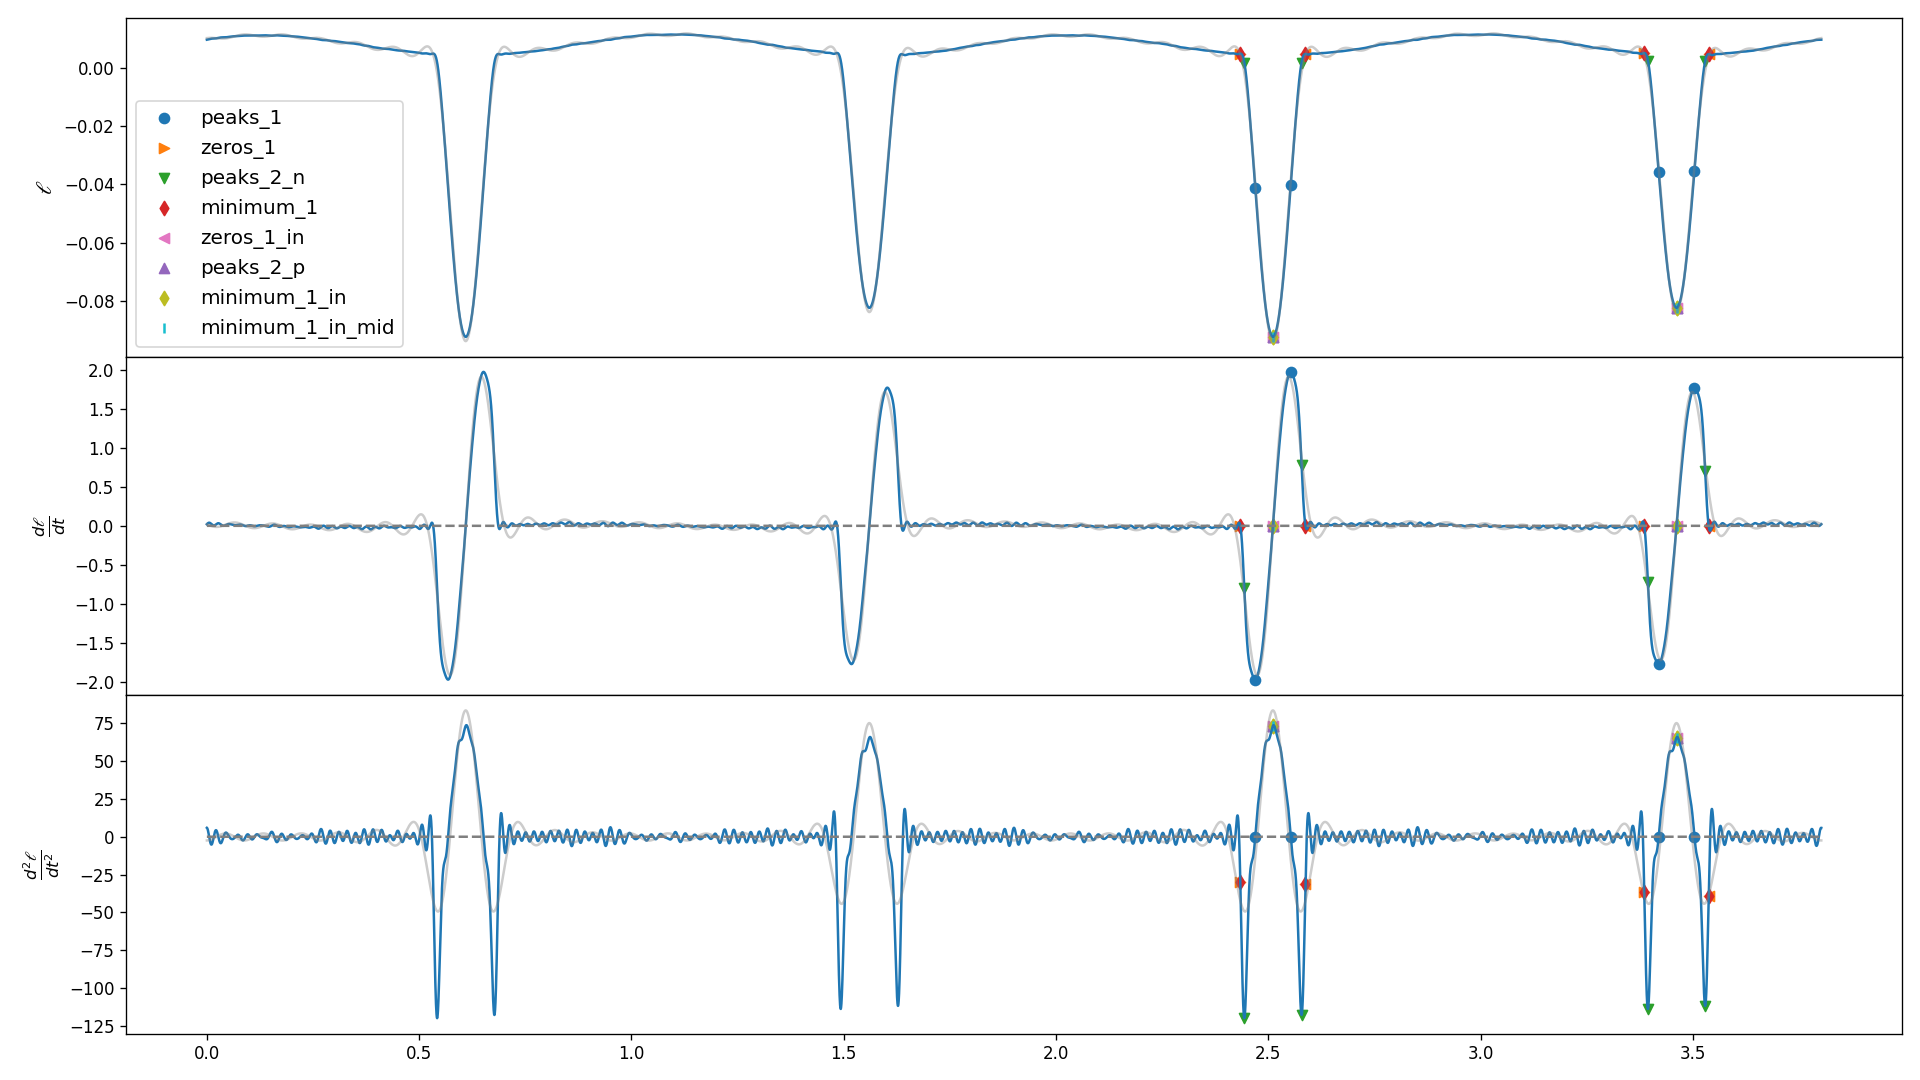 0.00
−0.02
−0.04
−0.06
−0.08
ℓ
peaks_1
zeros_1
peaks_2_n
minimum_1
zeros_1_in
peaks_2_p
minimum_1_in
minimum_1_in_mid
2.0
1.5
1.0
0.5
0.0
−0.5
−1.0
−1.5
−2.0
dℓ
dt
75
50
25
0
−25
−50
−75
−100
−125
d²ℓ
dt²
0.0 0.5 1.0 1.5 2.0 2.5 3.0 3.5